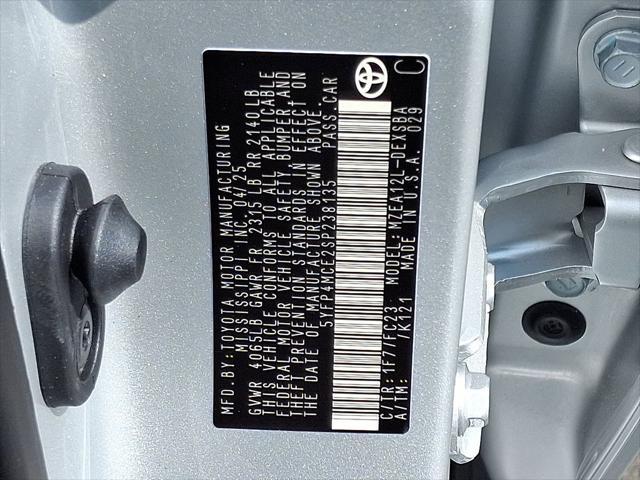 MFD.BY: TOYOTA MOTOR MANUFACTURING
MISSISSIPPI INC. 04/25
GVWR 4065LB GAWR FR 2315 LB RR 2140LB
THIS VEHICLE CONFORMS TO ALL APPLICABLE
FEDERAL MOTOR VEHICLE SAFETY, BUMPER, AND
THEFT PREVENTION STANDARDS IN EFFECT ON
THE DATE OF MANUFACTURE SHOWN ABOVE.
5YFP4MCE2SP238135 PASS.CAR
C/TR: 1F7/FC23 MODEL: MZEA12L-DEXSBA
A/TM: /K121 MADE IN U.S.A. 029
C